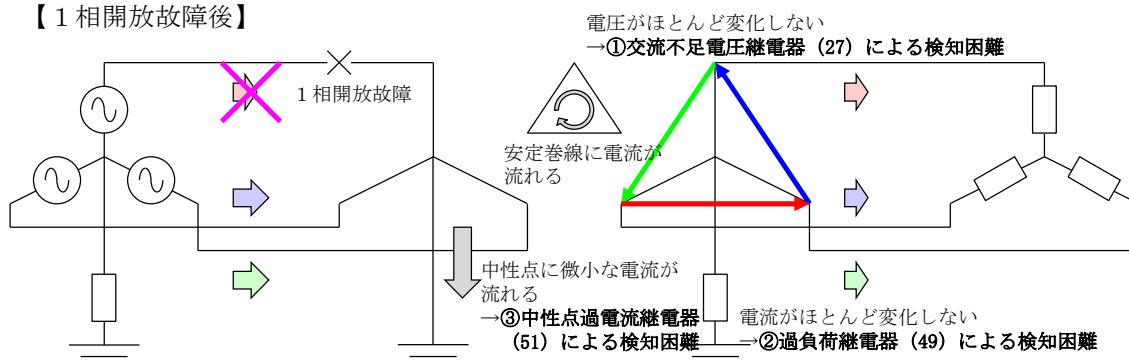 【１相開放故障後】
１相開放故障
電圧がほとんど変化しない
→①交流不足電圧継電器（27）による検知困難
安定巻線に電流が
流れる
中性点に微小な電流が
流れる
→③中性点過電流継電器
（51）による検知困難
電流がほとんど変化しない
→②過負荷継電器（49）による検知困難